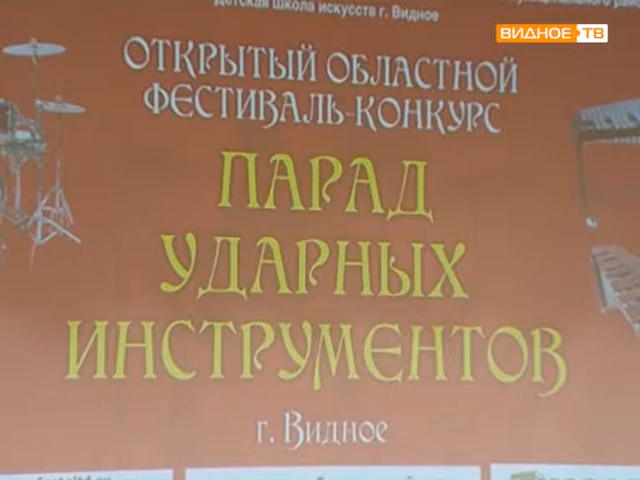 Детская школа искусств г. Видное
ВИДНОЕ ТВ
ОТКРЫТЫЙ ОБЛАСТНОЙ
ФЕСТИВАЛЬ-КОНКУРС
ПАРАД
УДАРНЫХ
ИНСТРУМЕНТОВ
г. Видное